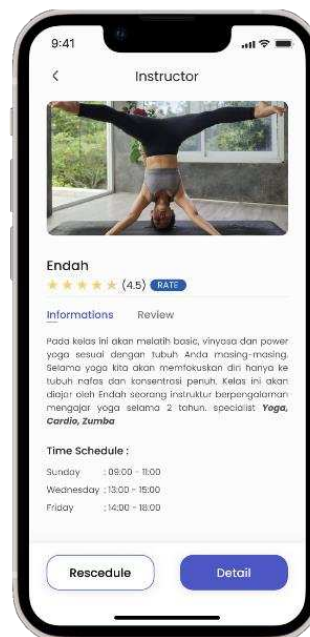 9:41
Instructor
Endah
(4.5) RATE
Informations Review
Pada kelas ini akan melatih basic, vinyasa dan power
yoga sesuai dengan tubuh Anda masing-masing.
Selama yoga kita akan memfokuskan diri hanya ke
tubuh nafas dan konsentrasi penuh. Kelas ini akan
diajar oleh Endah seorang instruktur berpengalaman
mengajar yoga selama 2 tahun. specialist Yoga,
Cardio, Zumba
Time Schedule :
Sunday : 09:00 - 11:00
Wednesday : 13:00 - 15:00
Friday : 14:00 - 18:00
Rescedule Detail